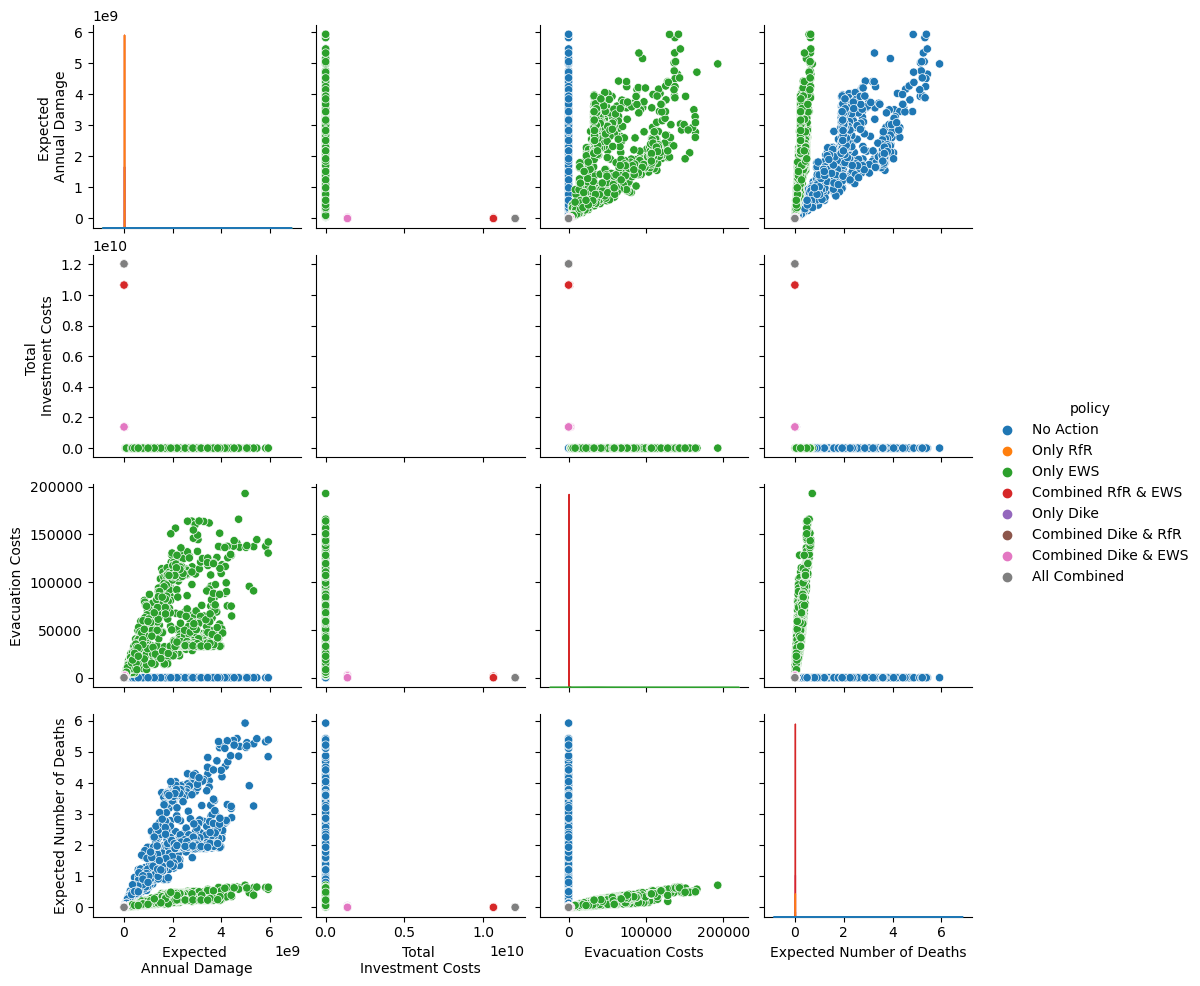 1e9
6
5
4
3
2
1
0
Expected
Annual Damage
1e10
1.2
1.0
0.8
0.6
0.4
0.2
0.0
Total
Investment Costs
policy
No Action
Only RfR
Only EWS
Combined RfR & EWS
Only Dike
Combined Dike & RfR
Combined Dike & EWS
All Combined
200000
150000
100000
50000
0
Evacuation Costs
6
5
4
3
2
1
0
Expected Number of Deaths
0 2 4 6
1e9
Expected
Annual Damage
0.0 0.5 1.0
1e10
Total
Investment Costs
0 100000 200000
Evacuation Costs
0 2 4 6
Expected Number of Deaths